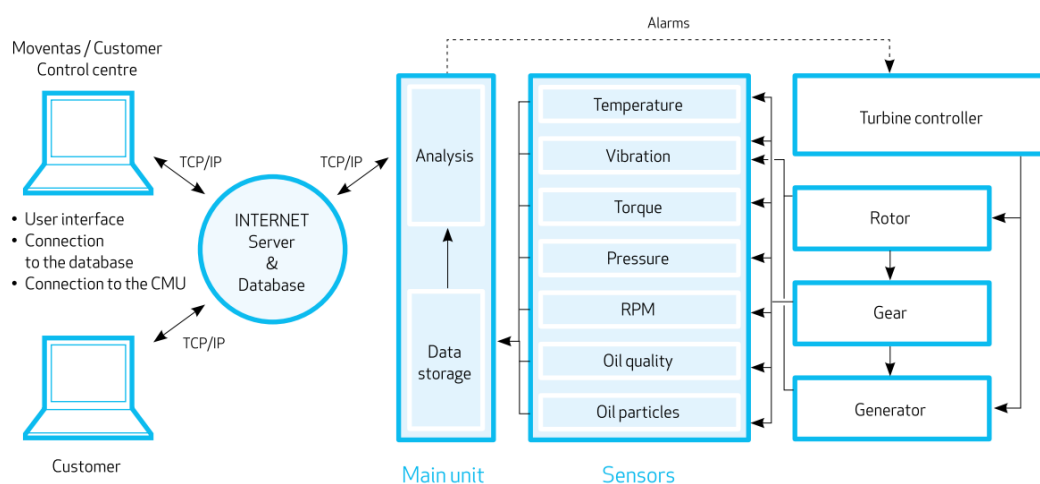 Alarms
Moventas / Customer
Control centre
TCP/IP
TCP/IP
• User interface
• Connection
to the database
• Connection to the CMU
INTERNET
Server
&
Database
TCP/IP
Customer
Analysis
Data
storage
Main unit
Temperature
Vibration
Torque
Pressure
RPM
Oil quality
Oil particles
Sensors
Turbine controller
Rotor
Gear
Generator